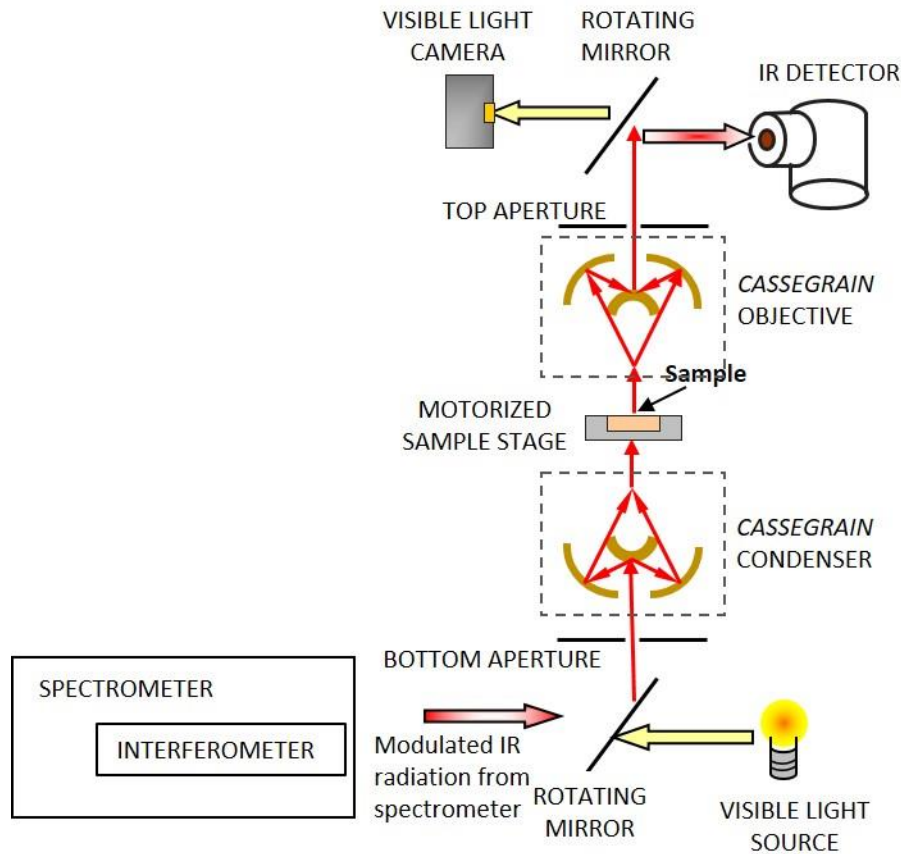 VISIBLE LIGHT
CAMERA
ROTATING
MIRROR
IR DETECTOR
TOP APERTURE
CASSEGRAIN
OBJECTIVE
Sample
MOTORIZED
SAMPLE STAGE
CASSEGRAIN
CONDENSER
BOTTOM APERTURE
SPECTROMETER
INTERFEROMETER
Modulated IR
radiation from
spectrometer
ROTATING
MIRROR
VISIBLE LIGHT
SOURCE